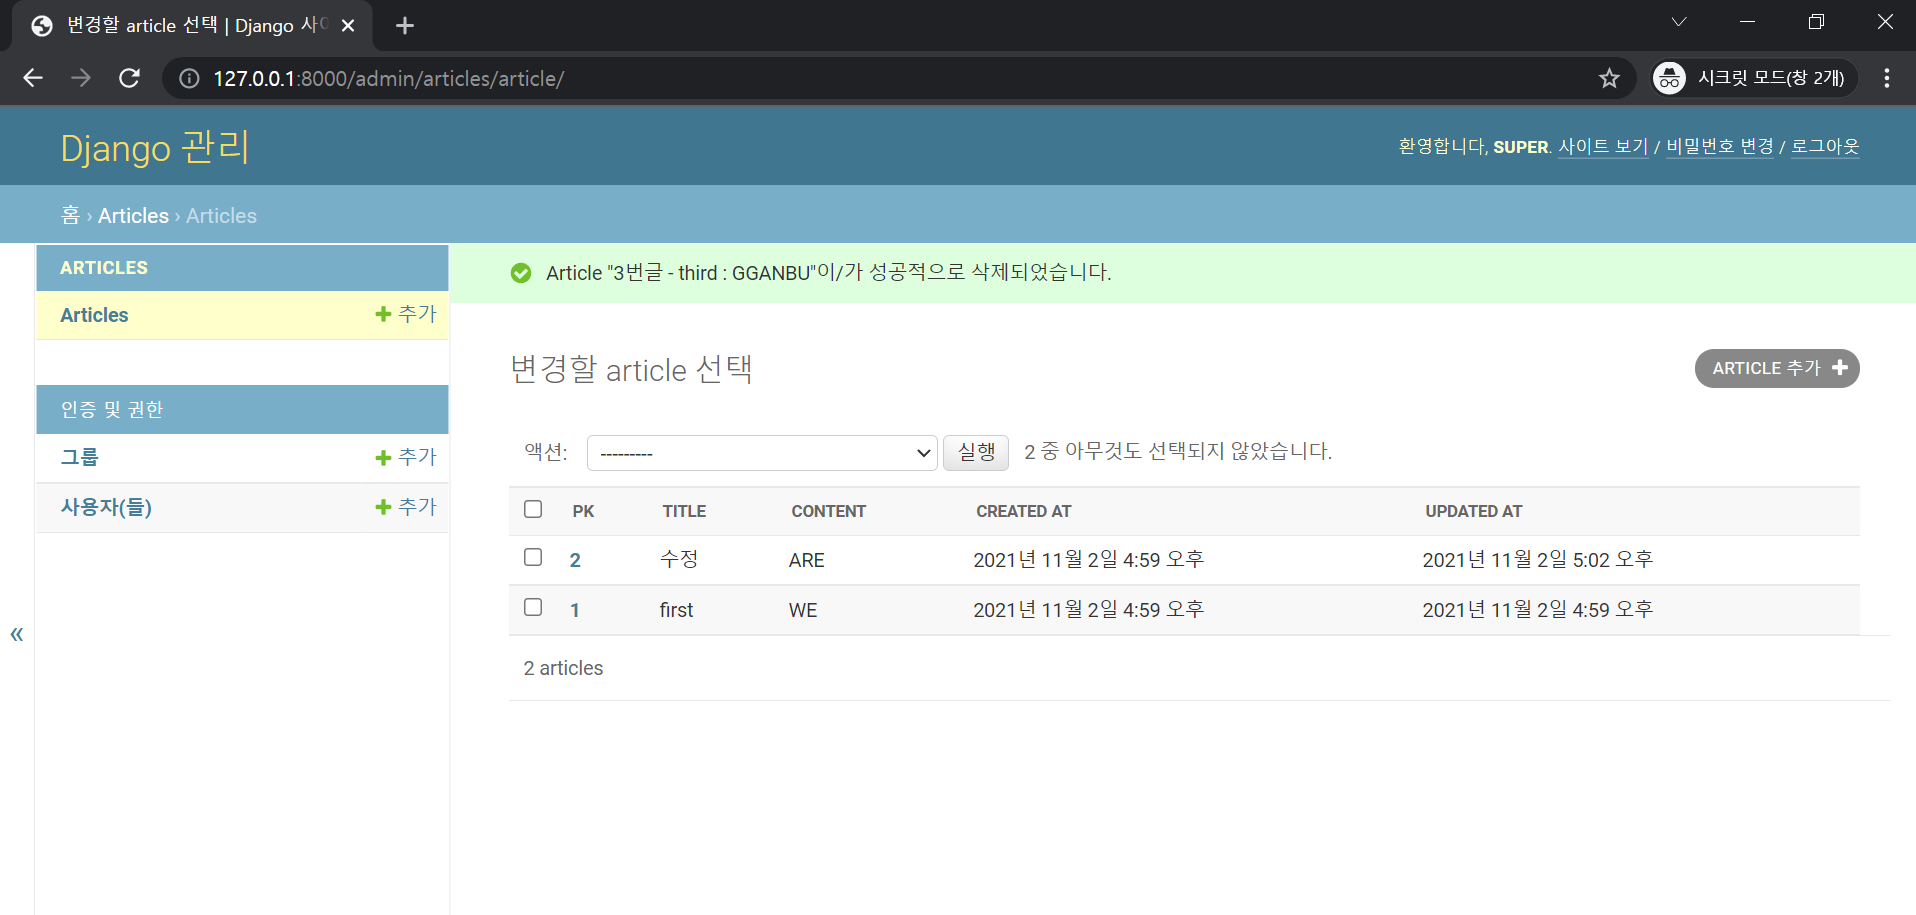 변경할 article 선택 | Django 사이
127.0.0.1:8000/admin/articles/article/
시크릿 모드(창 2개)
Django 관리
환영합니다, SUPER. 사이트 보기 / 비밀번호 변경 / 로그아웃
홈 › Articles › Articles
ARTICLES
Articles
추가
인증 및 권한
그룹
추가
사용자(들)
추가
«
Article "3번글 - third : GGANBU"이/가 성공적으로 삭제되었습니다.
변경할 article 선택
ARTICLE 추가
액션: --------- 실행 2 중 아무것도 선택되지 않았습니다.
PK TITLE CONTENT CREATED AT UPDATED AT
2 수정 ARE 2021년 11월 2일 4:59 오후 2021년 11월 2일 5:02 오후
1 first WE 2021년 11월 2일 4:59 오후 2021년 11월 2일 4:59 오후
2 articles